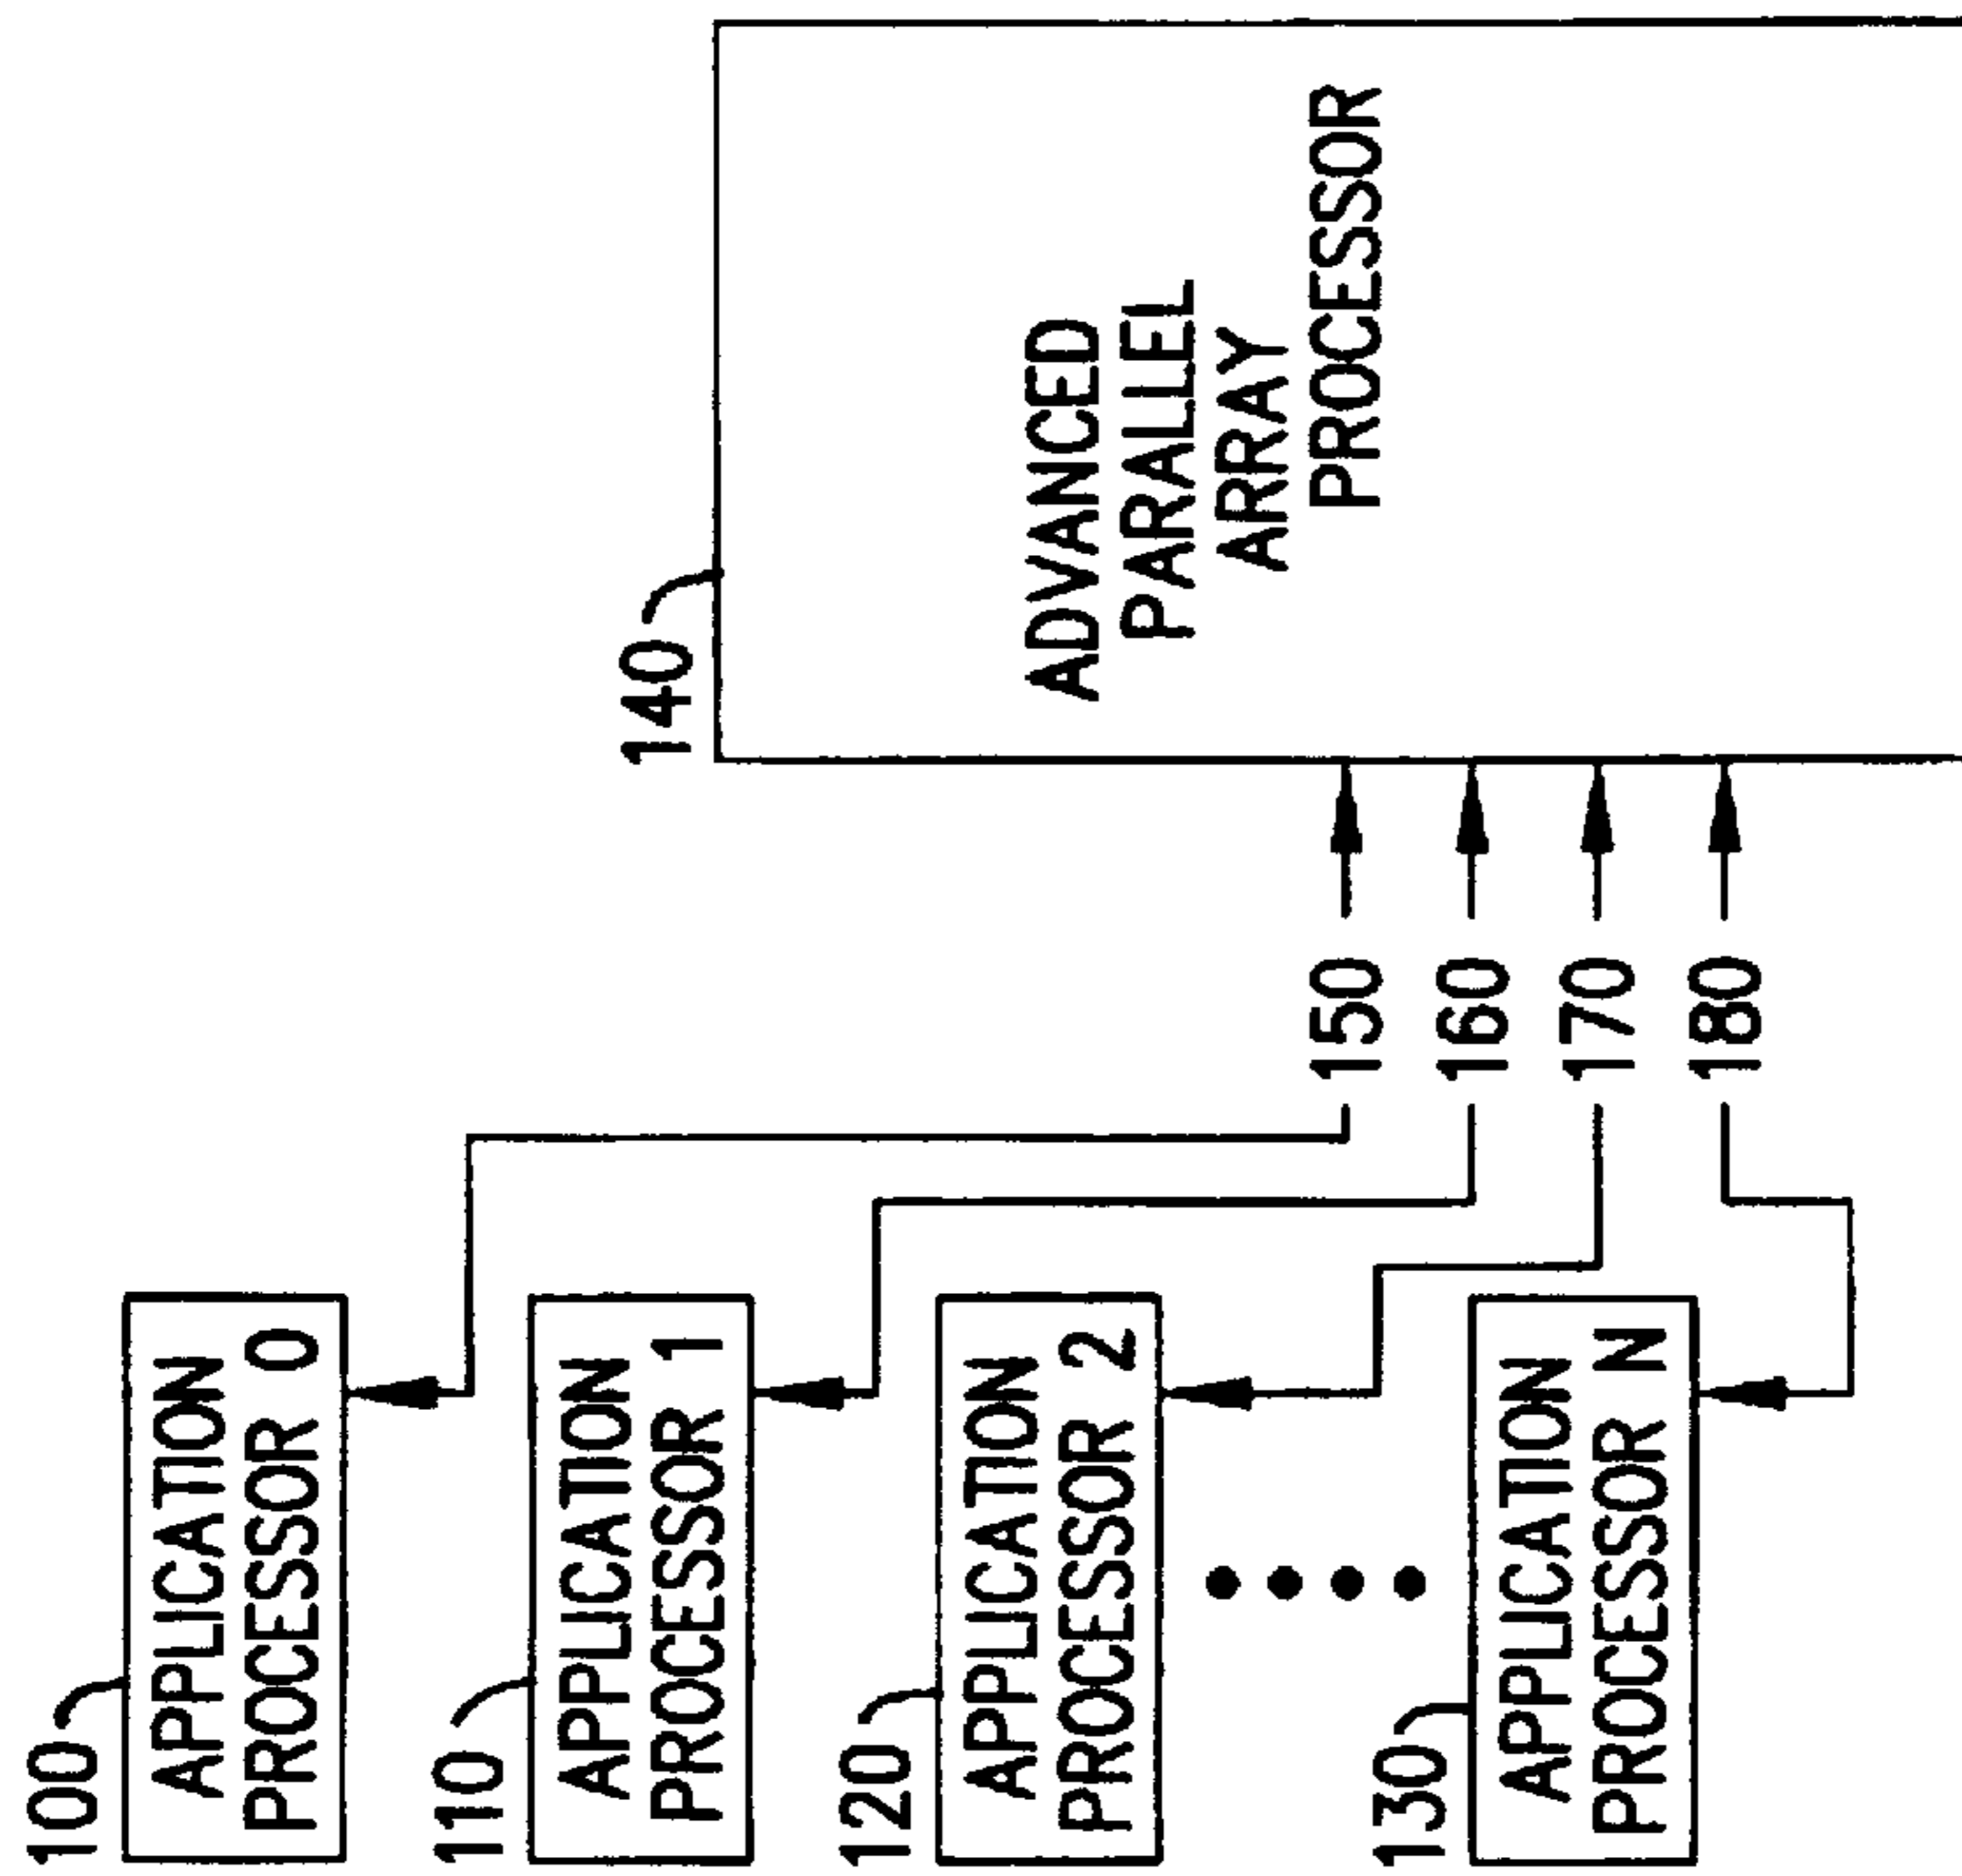 100
APPLICATION
PROCESSOR 0
110
APPLICATION
PROCESSOR 1
120
APPLICATION
PROCESSOR 2
130
APPLICATION
PROCESSOR N
150
160
170
180
140
ADVANCED
PARALLEL
ARRAY
PROCESSOR